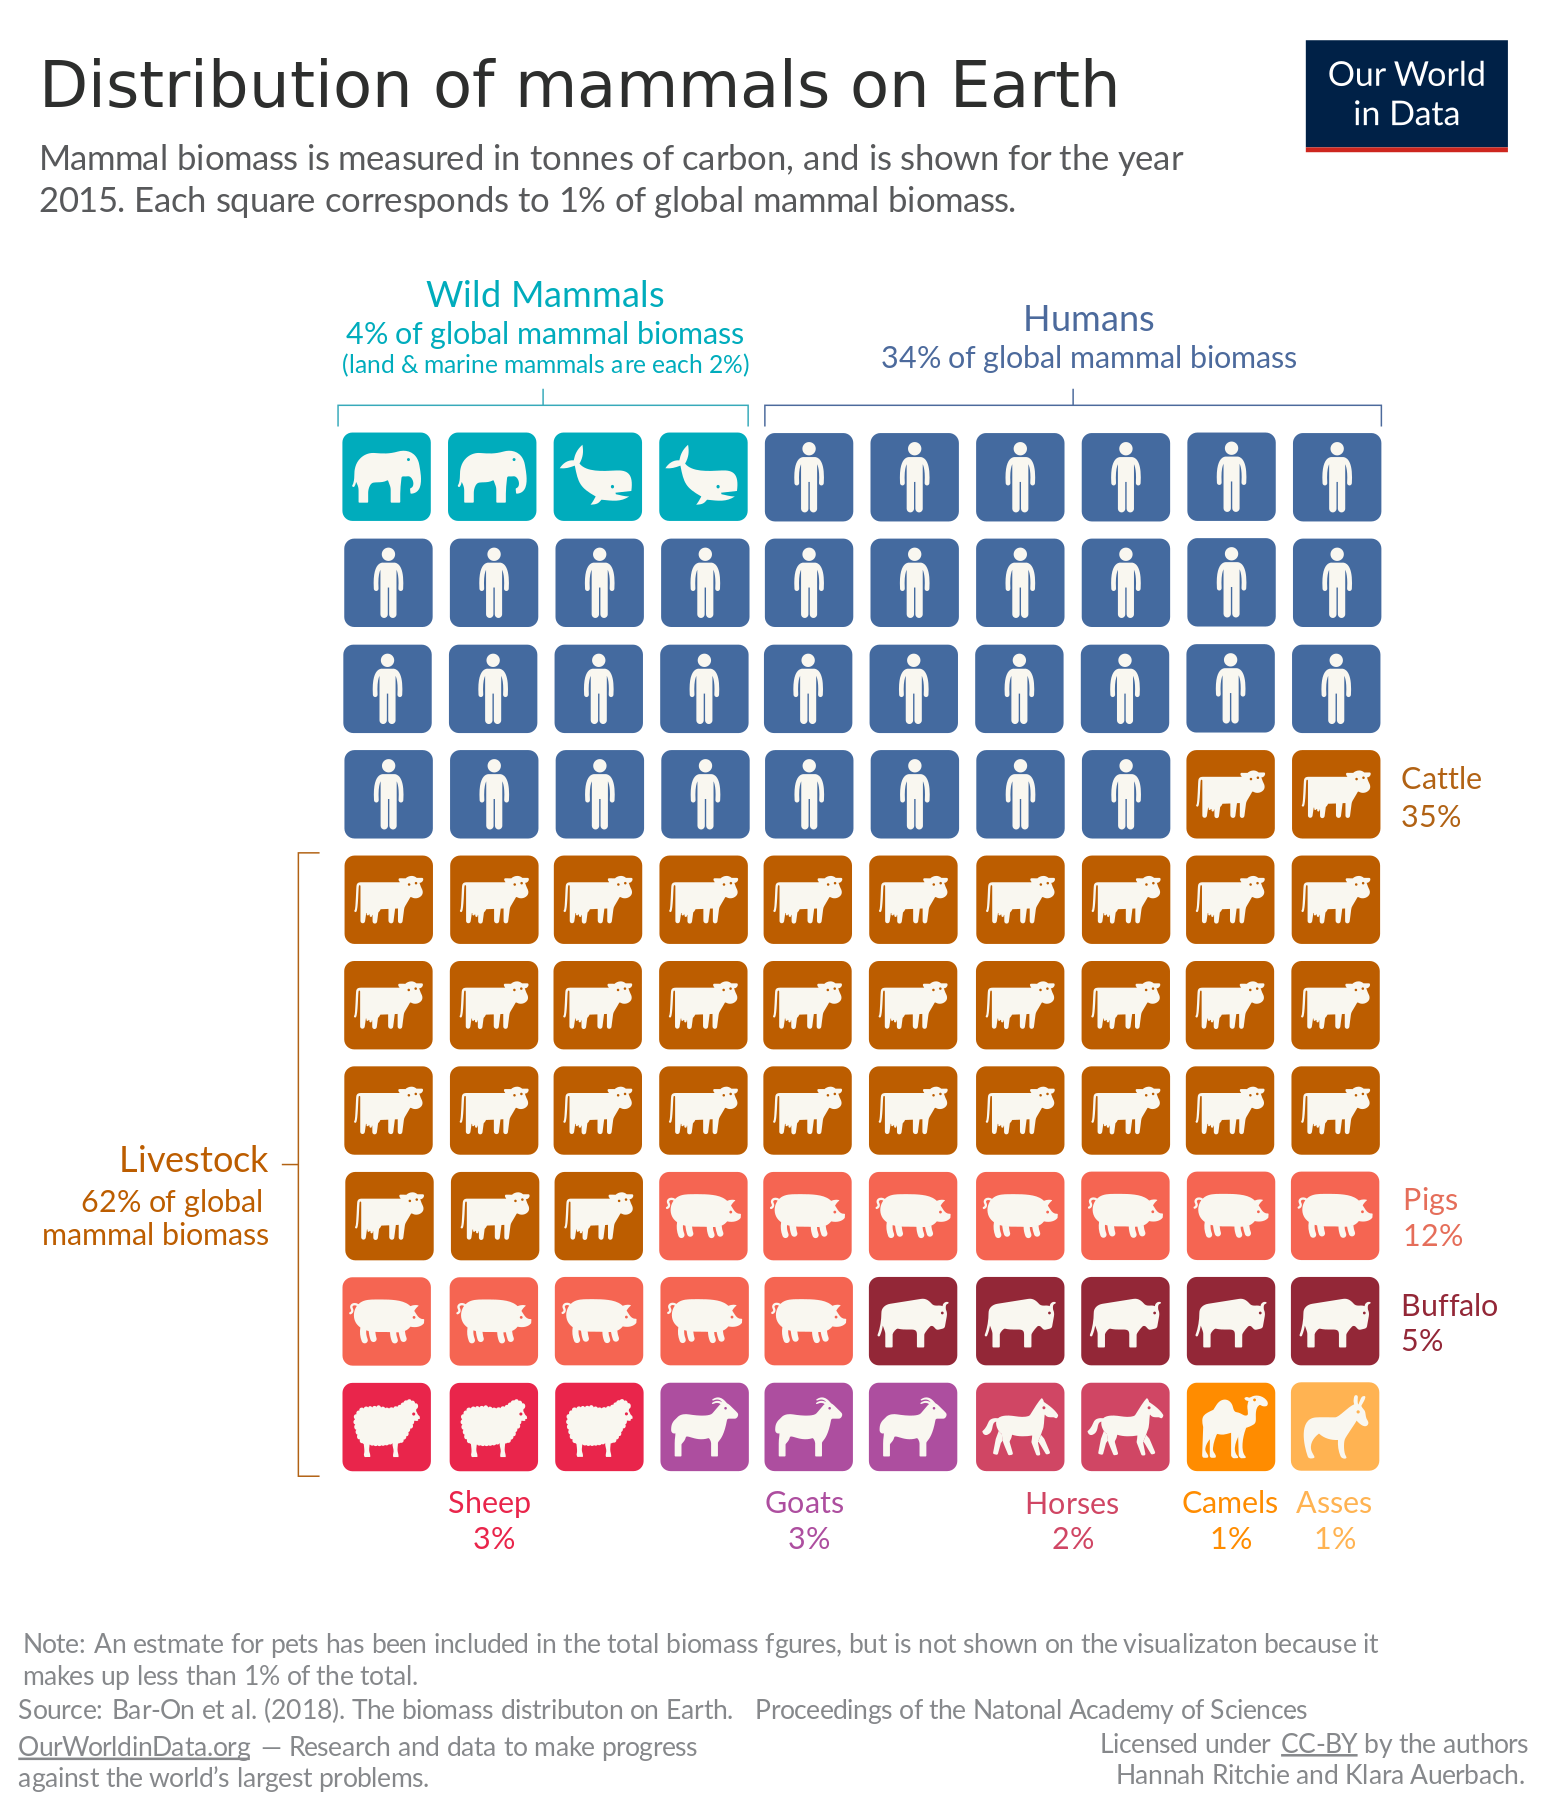 Distribution of mammals on Earth
Our World
in Data
Mammal biomass is measured in tonnes of carbon, and is shown for the year
2015. Each square corresponds to 1% of global mammal biomass.
Wild Mammals
4% of global mammal biomass
(land & marine mammals are each 2%)
Humans
34% of global mammal biomass
Cattle
35%
Livestock
62% of global
mammal biomass
Pigs
12%
Buffalo
5%
Sheep
3%
Goats
3%
Horses
2%
Camels
1%
Asses
1%
Note: An estmate for pets has been included in the total biomass fgures, but is not shown on the visualizaton because it
makes up less than 1% of the total.
Source: Bar-On et al. (2018). The biomass distributon on Earth. Proceedings of the Natonal Academy of Sciences
OurWorldinData.org — Research and data to make progress
against the world's largest problems.
Licensed under CC-BY by the authors
Hannah Ritchie and Klara Auerbach.